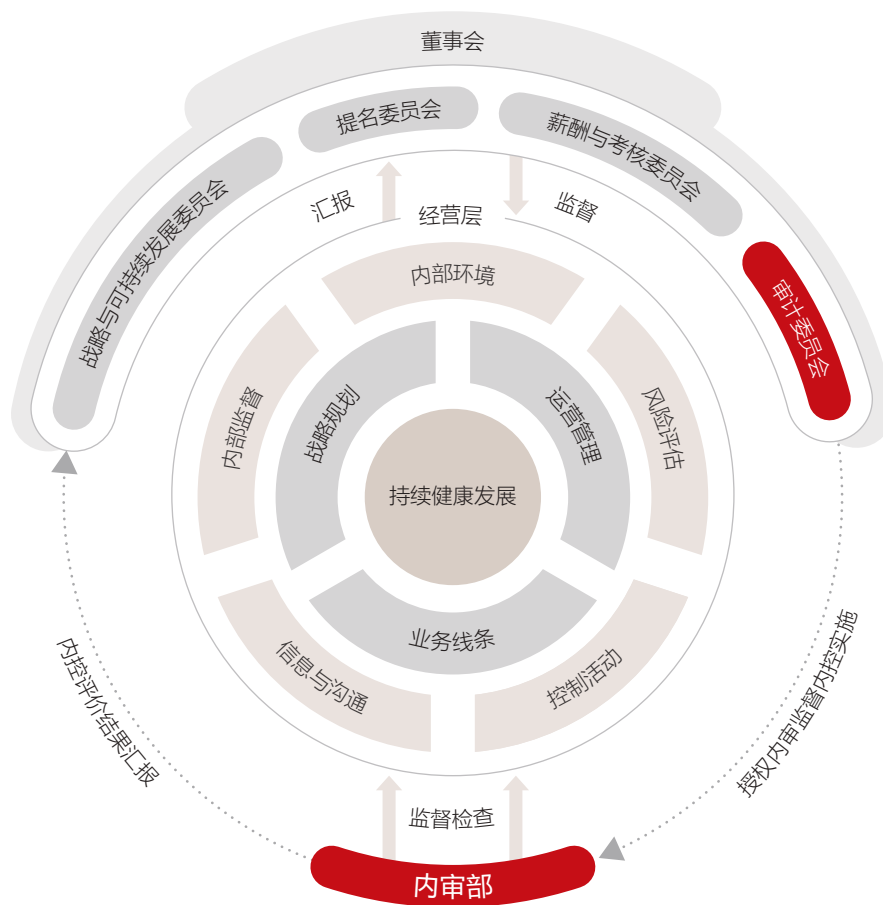 董事会
提名委员会
薪酬与考核委员会
战略与可持续发展委员会
审计委员会
汇报
经营层
监督
内部环境
内部监督
战略规划
运营管理
风险评估
持续健康发展
业务线条
信息与沟通
控制活动
内控评价结果汇报
授权内审监督内控实施
监督检查
内审部